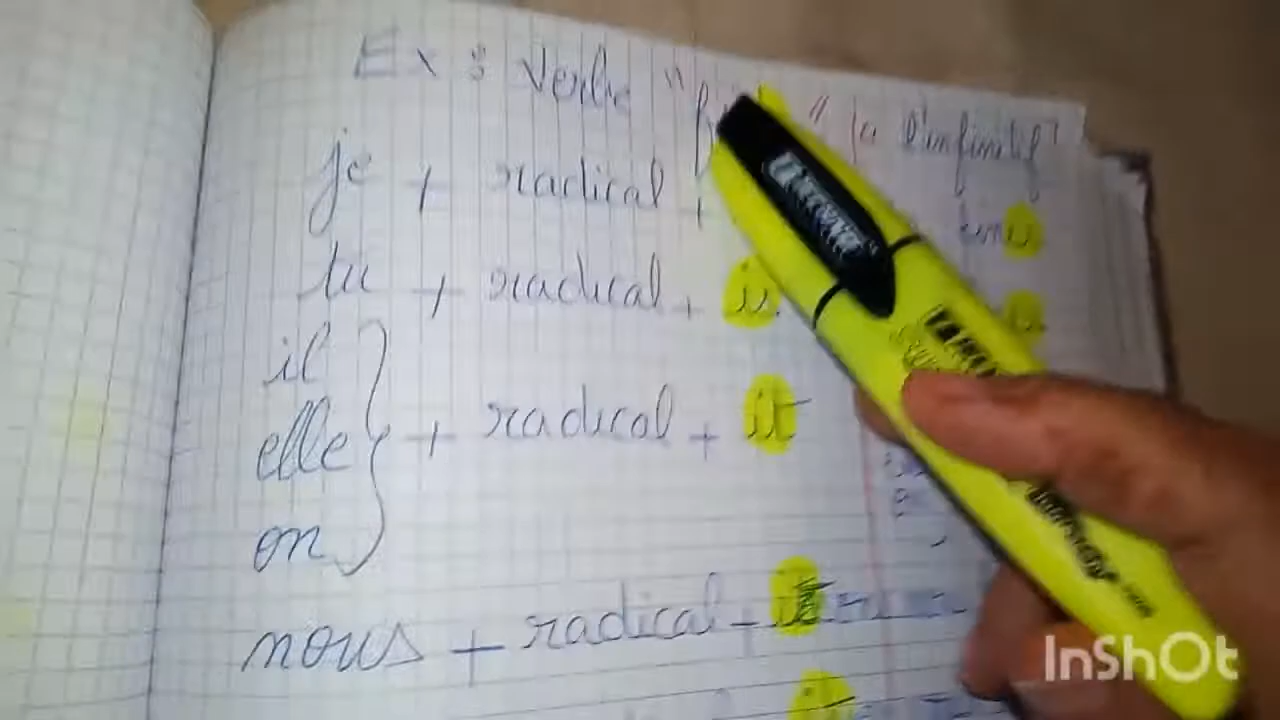 Ex : Verbe " " (a l'infinitif)
je + radical +
tu + radical + is
il
elle + radical + it
on
nous + radical +
InShOt